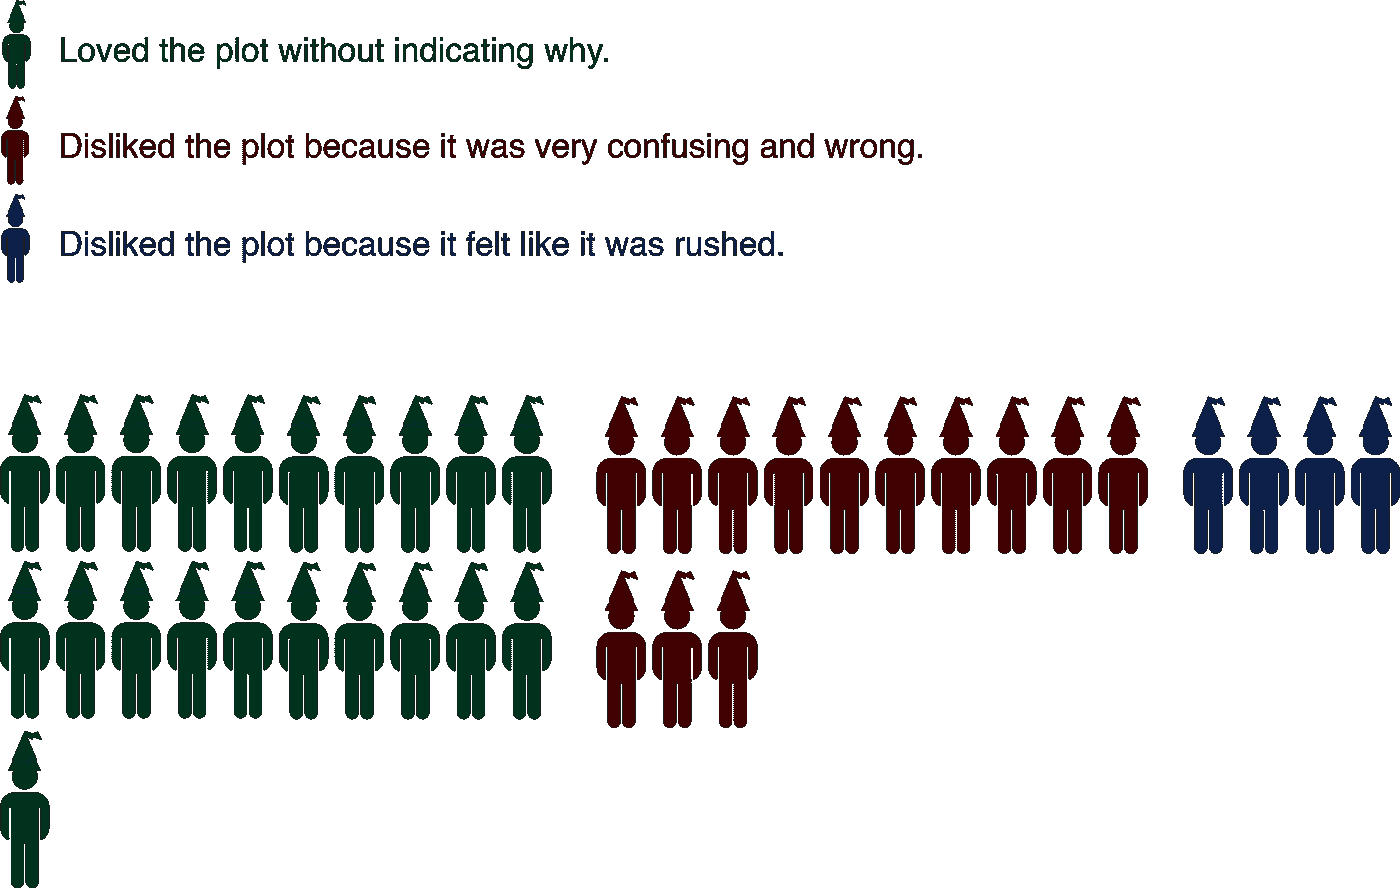 Loved the plot without indicating why.
Disliked the plot because it was very confusing and wrong.
Disliked the plot because it felt like it was rushed.